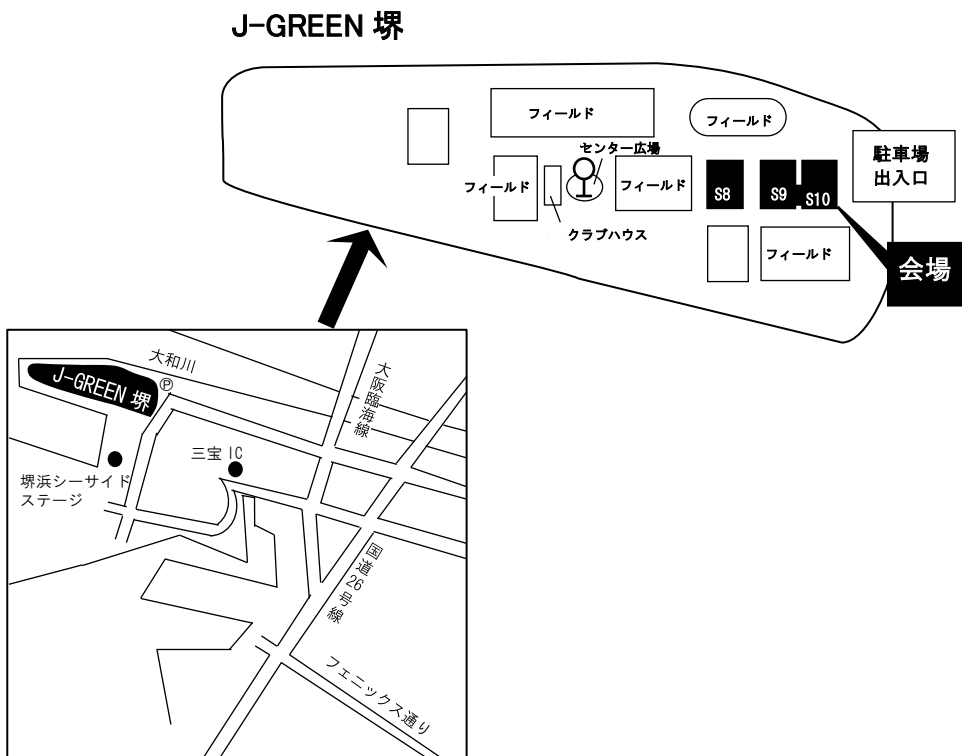 J-GREEN 堺
フィールド
フィールド
センター広場
駐車場
出入口
フィールド
フィールド
S8
S9
S10
クラブハウス
フィールド
会場
大和川
J-GREEN 堺
P
大阪臨海線
三宝 IC
堺浜シーサイド
ステージ
国道26号線
フェニックス通り